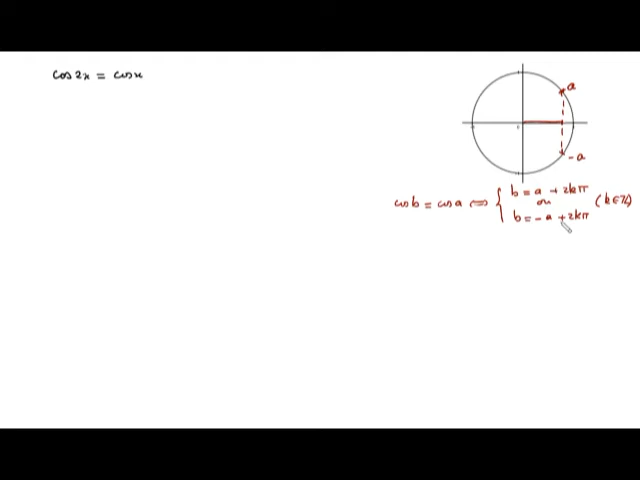 cos 2x = cos x
a
-a
b = a + 2kπ
cos b = cos a ⟺ { ou (k ∈ ℤ)
b = -a + 2kπ